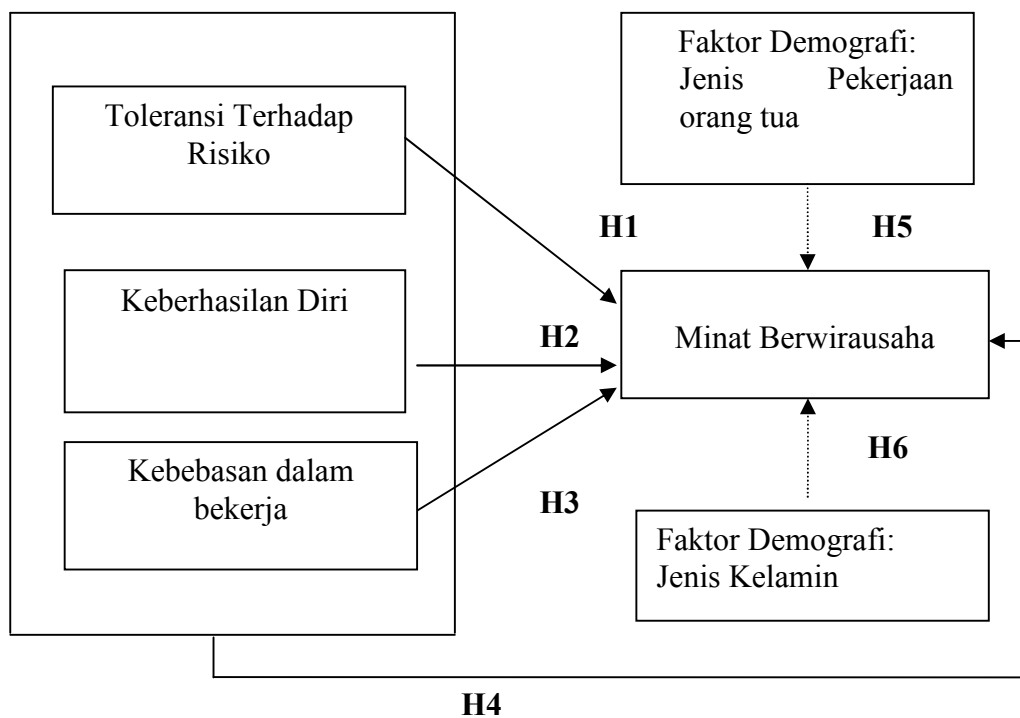 Toleransi Terhadap
Risiko
Keberhasilan Diri
Kebebasan dalam
bekerja
H1
H2
H3
H4
Faktor Demografi:
Jenis Pekerjaan
orang tua
H5
Minat Berwirausaha
H6
Faktor Demografi:
Jenis Kelamin